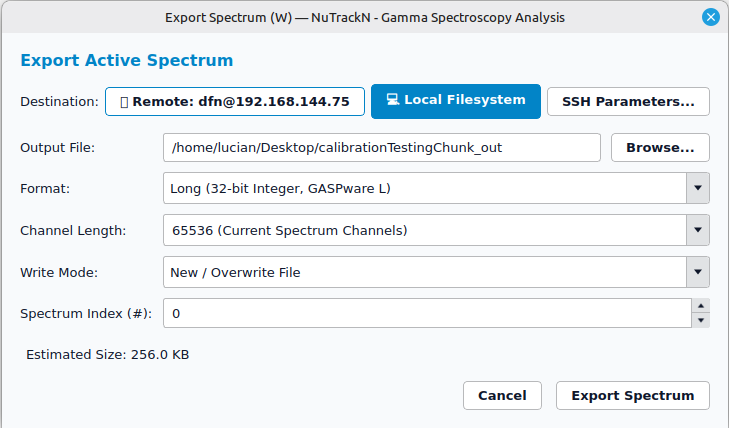 Export Spectrum (W) — NuTrackN - Gamma Spectroscopy Analysis
Export Active Spectrum
Destination: Remote: dfn@192.168.144.75 Local Filesystem SSH Parameters...
Output File: /home/lucian/Desktop/calibrationTestingChunk_out Browse...
Format: Long (32-bit Integer, GASPware L)
Channel Length: 65536 (Current Spectrum Channels)
Write Mode: New / Overwrite File
Spectrum Index (#): 0
Estimated Size: 256.0 KB
Cancel Export Spectrum